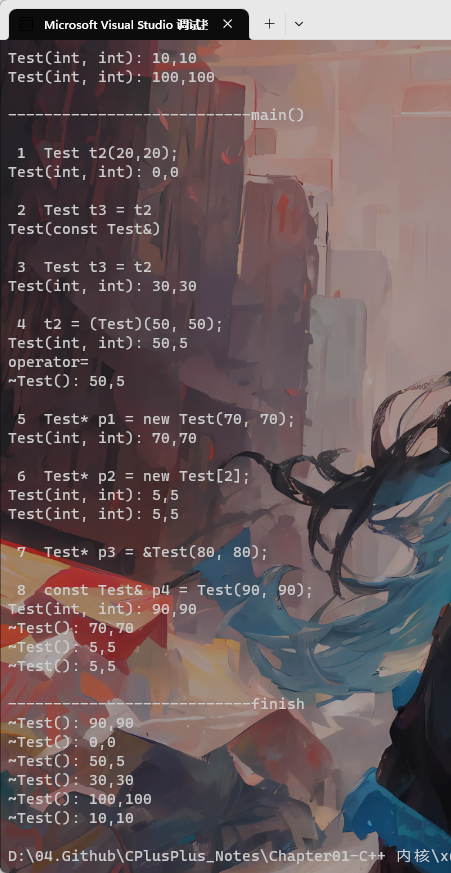 Microsoft Visual Studio 调试
Test(int, int): 10,10
Test(int, int): 100,100
---------------------------main()
1  Test t2(20,20);
Test(int, int): 0,0
2  Test t3 = t2
Test(const Test&)
3  Test t3 = t2
Test(int, int): 30,30
4  t2 = (Test)(50, 50);
Test(int, int): 50,5
operator=
~Test(): 50,5
5  Test* p1 = new Test(70, 70);
Test(int, int): 70,70
6  Test* p2 = new Test[2];
Test(int, int): 5,5
Test(int, int): 5,5
7  Test* p3 = &Test(80, 80);
8  const Test& p4 = Test(90, 90);
Test(int, int): 90,90
~Test(): 70,70
~Test(): 5,5
~Test(): 5,5
---------------------------finish
~Test(): 90,90
~Test(): 0,0
~Test(): 50,5
~Test(): 30,30
~Test(): 100,100
~Test(): 10,10
D:\04.Github\CPlusPlus_Notes\Chapter01-C++ 内核\